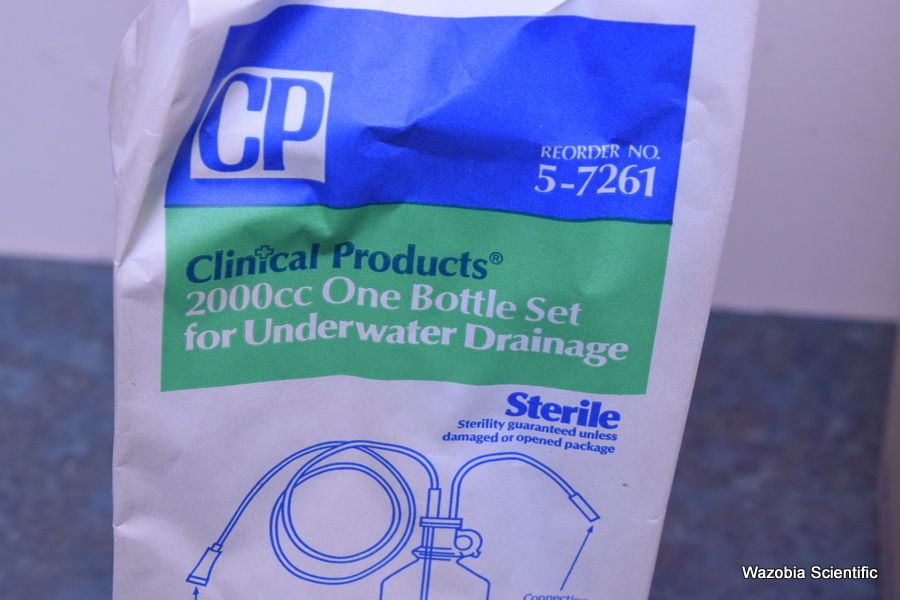 CP
REORDER NO.
5-7261
Clinical Products®
2000cc One Bottle Set
for Underwater Drainage
Sterile
Sterility guaranteed unless
damaged or opened package
Connection
Wazobia Scientific